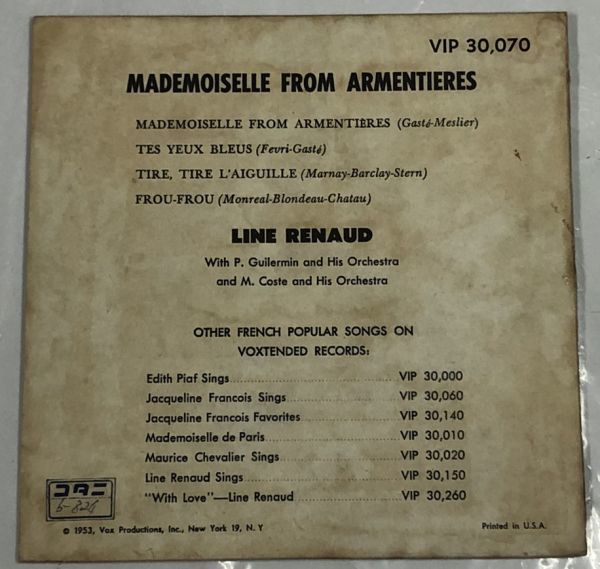 VIP 30,070
MADEMOISELLE FROM ARMENTIERES
MADEMOISELLE FROM ARMENTIÈRES (Gasté-Meslier)
TES YEUX BLEUS (Fevri-Gasté)
TIRE, TIRE L'AIGUILLE (Marnay-Barclay-Stern)
FROU-FROU (Monreal-Blondeau-Chatau)
LINE RENAUD
With P. Guilermin and His Orchestra
and M. Coste and His Orchestra
OTHER FRENCH POPULAR SONGS ON
VOXTENDED RECORDS:
Edith Piaf Sings........................................VIP 30,000
Jacqueline Francois Sings........................VIP 30,060
Jacqueline Francois Favorites....................VIP 30,140
Mademoiselle de Paris............................VIP 30,010
Maurice Chevalier Sings..........................VIP 30,020
Line Renaud Sings................................VIP 30,150
"With Love"—Line Renaud..........................VIP 30,260
6-826
© 1953, Vox Productions, Inc., New York 19, N. Y
Printed in U.S.A.